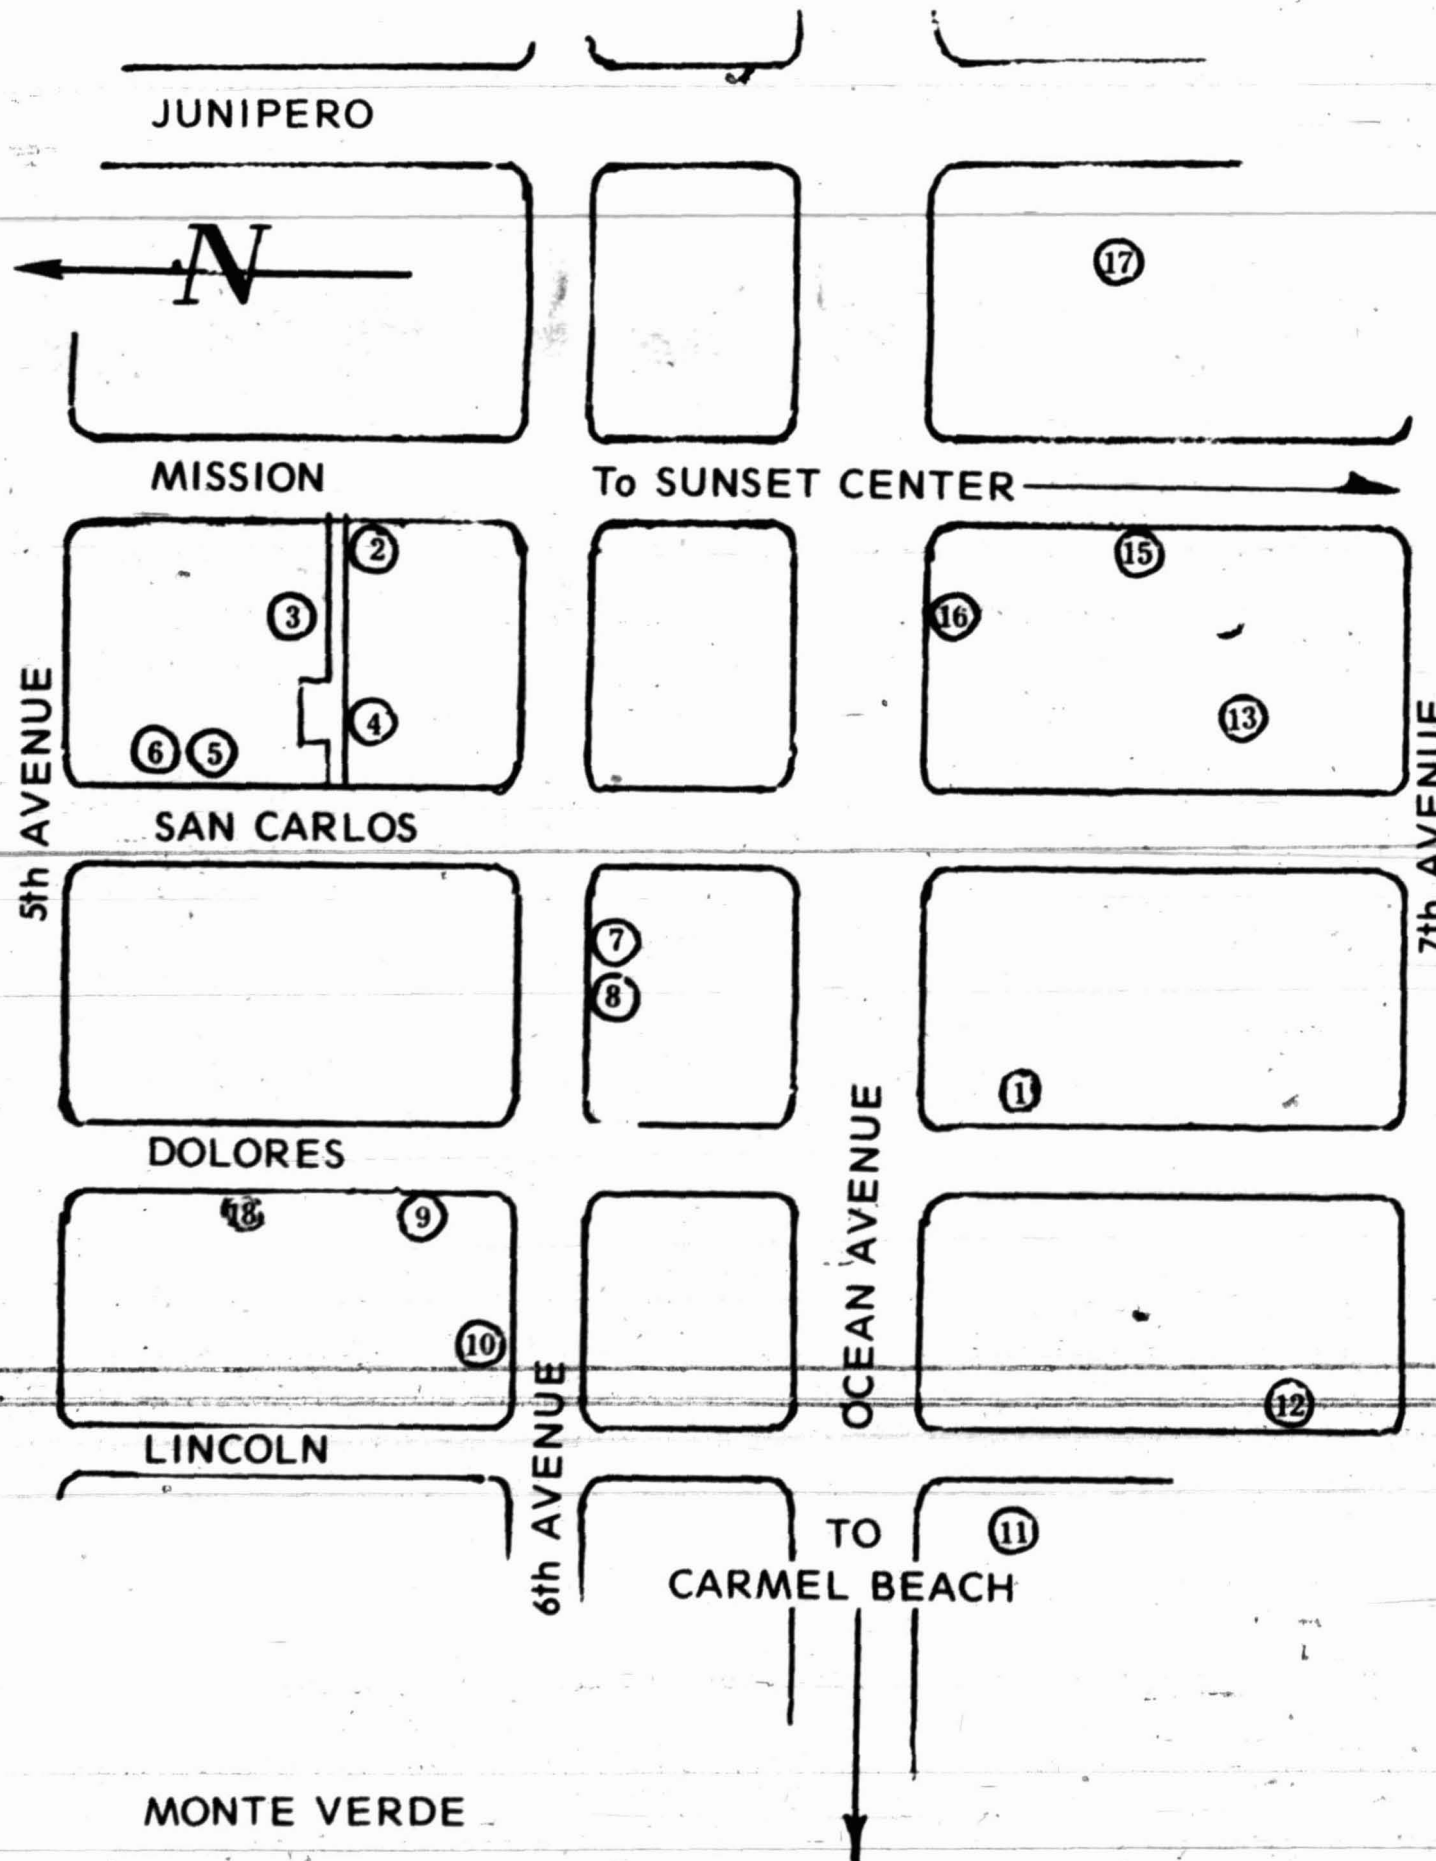 JUNIPERO
N
17
MISSION
To SUNSET CENTER
2
15
3
16
4
13
6
5
5th AVENUE
7th AVENUE
SAN CARLOS
7
8
1
OCEAN AVENUE
DOLORES
18
9
10
12
6th AVENUE
LINCOLN
11
TO
CARMEL BEACH
MONTE VERDE